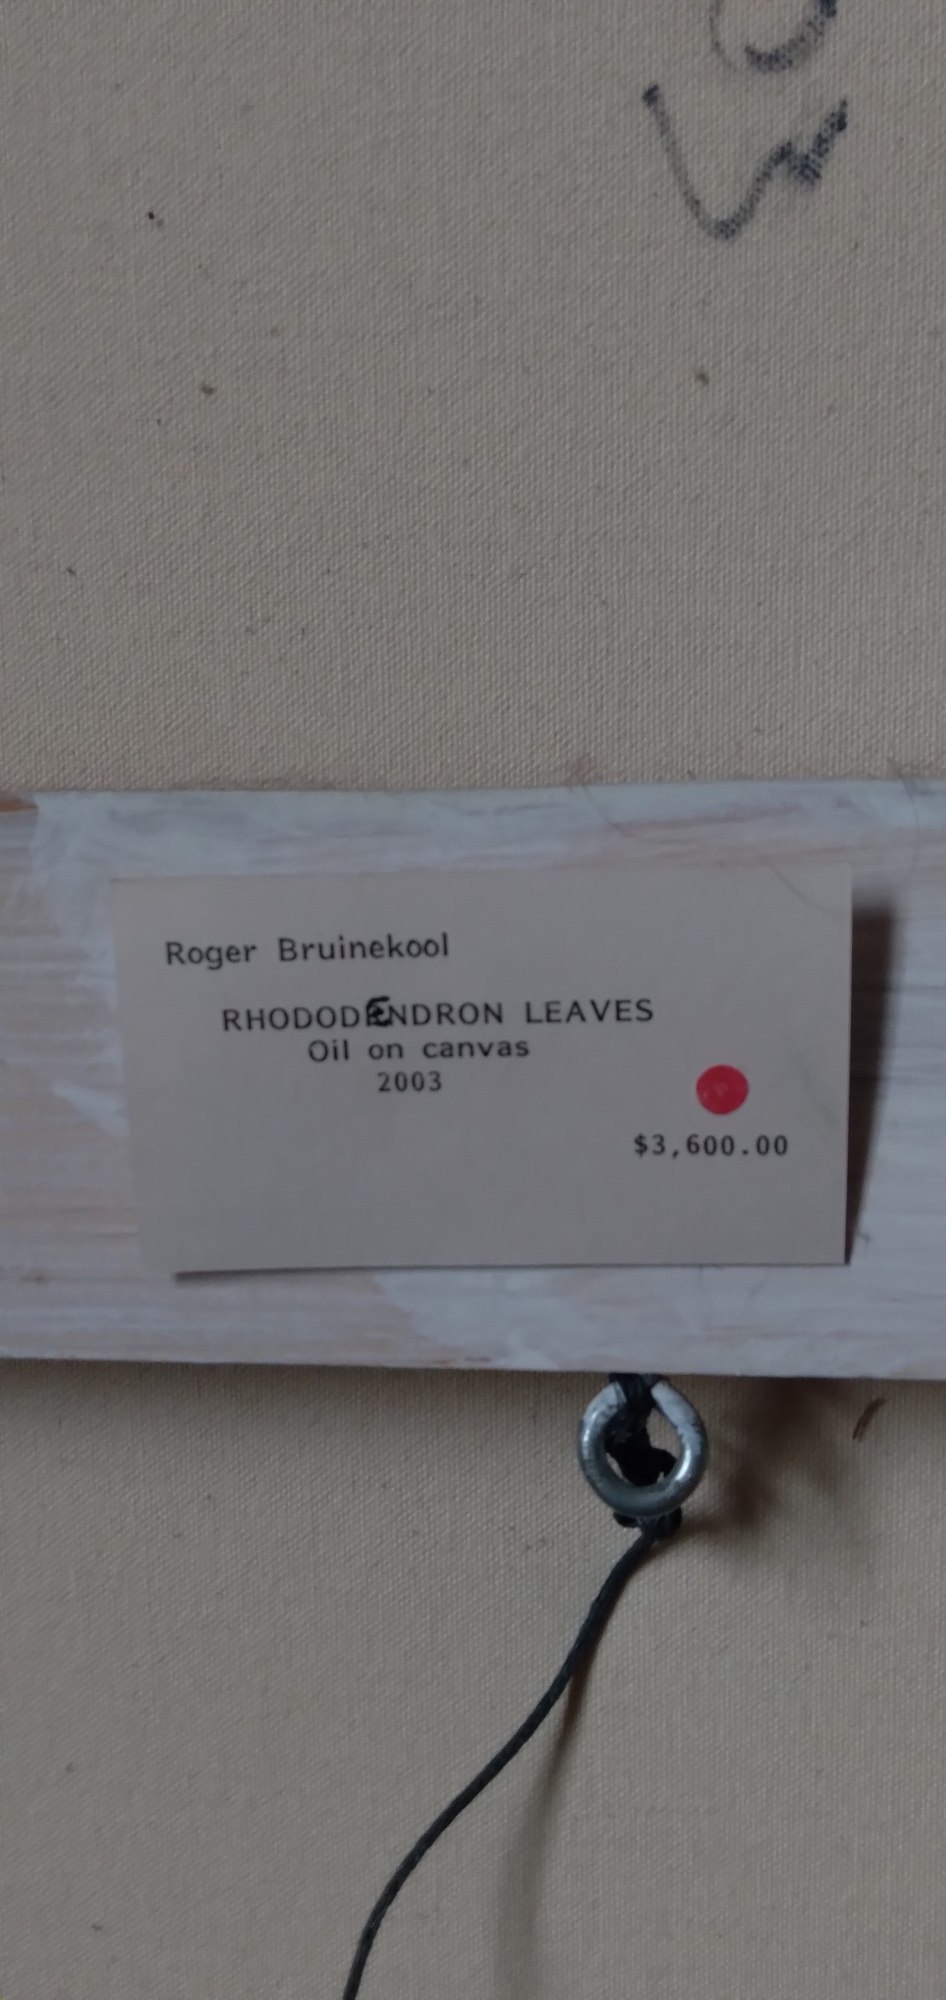 Roger Bruinekool
RHODODENDRON LEAVES
Oil on canvas
2003
$3,600.00